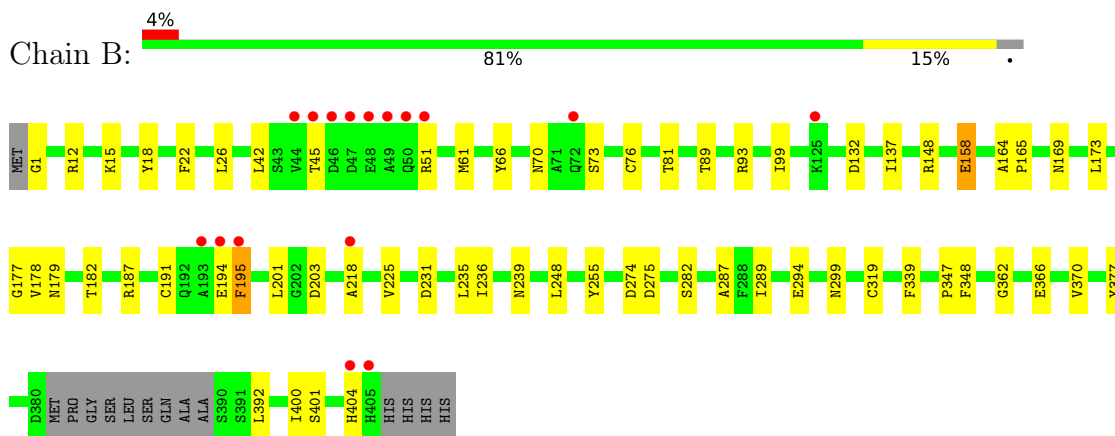 4%
Chain B:
81% 15% •
MET G1 R12 K15 Y18 F22 L26 L42 S43 V44 T45 D46 D47 E48 A49 Q50 R51 M61 Y66 N70 A71 Q72 S73 C76 T81 T89 R93 I99 K125 D132 I137 R148 E158 A164 P165 N169 L173
G177 V178 N179 T182 R187 C191 Q192 A193 E194 F195 L201 G202 D203 A218 V225 D231 L235 I236 N239 L248 Y255 D274 D275 S282 A287 F288 I289 E294 N299 C319 F339 P347 F348 G362 E366 V370
D380 MET PRO GLY SER LEU SER GLN ALA ALA S390 S391 L392 I400 S401 H404 H405 HIS HIS HIS HIS